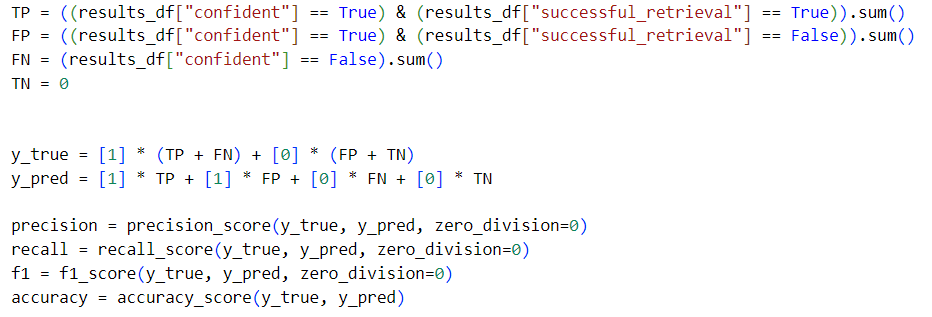 TP = ((results_df["confident"] == True) & (results_df["successful_retrieval"] == True)).sum()
FP = ((results_df["confident"] == True) & (results_df["successful_retrieval"] == False)).sum()
FN = (results_df["confident"] == False).sum()
TN = 0
y_true = [1] * (TP + FN) + [0] * (FP + TN)
y_pred = [1] * TP + [1] * FP + [0] * FN + [0] * TN
precision = precision_score(y_true, y_pred, zero_division=0)
recall = recall_score(y_true, y_pred, zero_division=0)
f1 = f1_score(y_true, y_pred, zero_division=0)
accuracy = accuracy_score(y_true, y_pred)